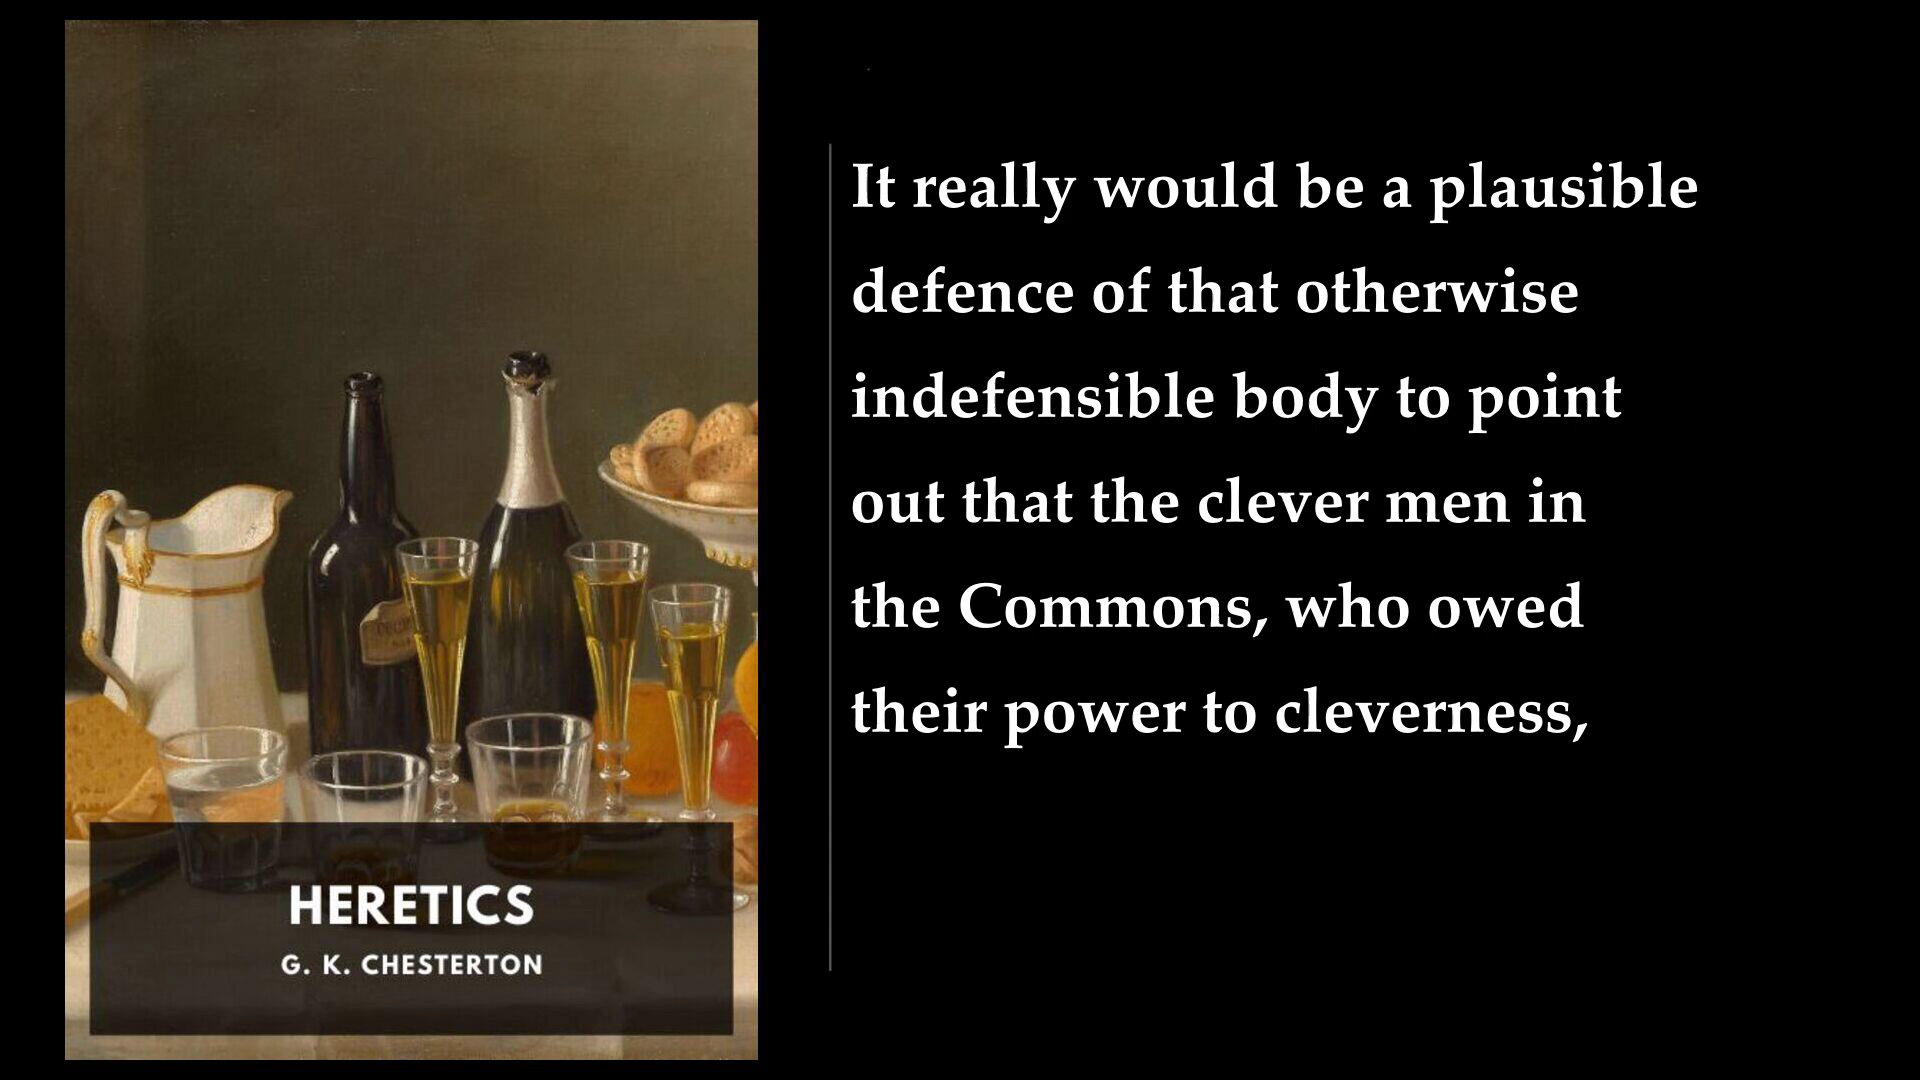 It really would be a plausible
defence of that otherwise
indefensible body to point
out that the clever men in
the Commons, who owed
their power to cleverness,
HERETICS
G. K. CHESTERTON